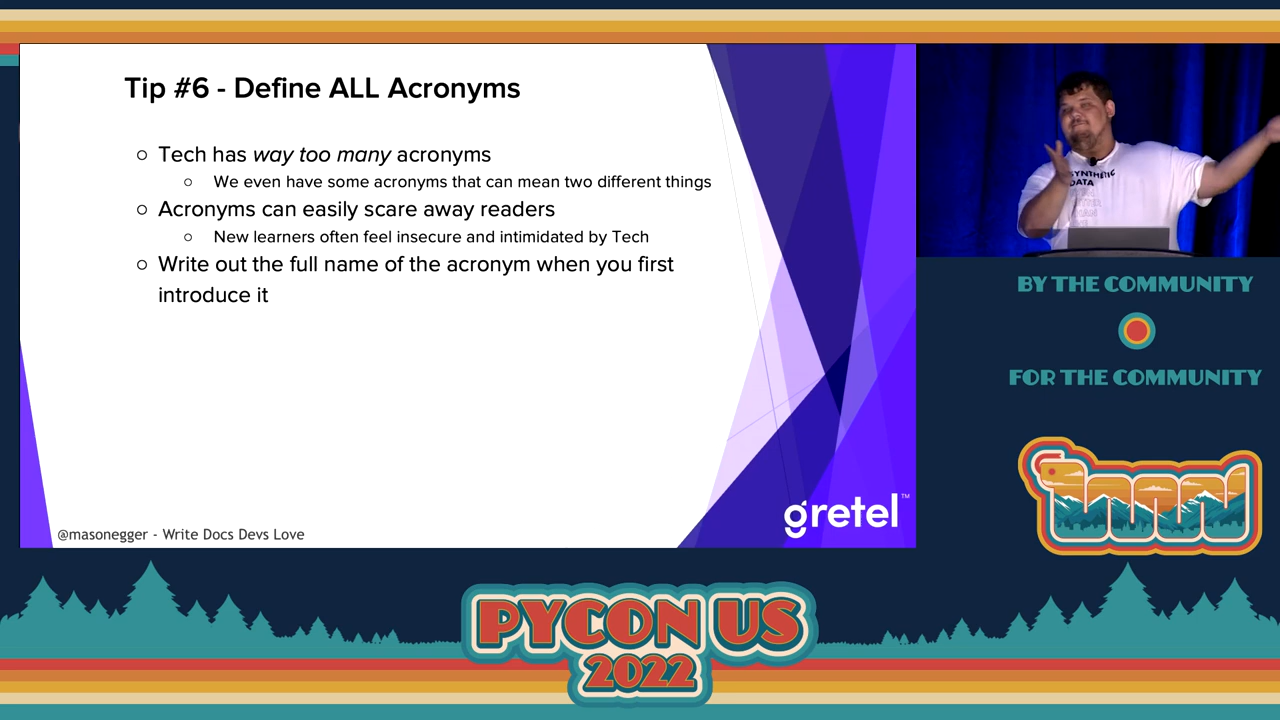 Tip #6 - Define ALL Acronyms
○ Tech has way too many acronyms
○ We even have some acronyms that can mean two different things
○ Acronyms can easily scare away readers
○ New learners often feel insecure and intimidated by Tech
○ Write out the full name of the acronym when you first
introduce it
@masonegger - Write Docs Devs Love
gretel™
SYNTHETIC
DATA
BY THE COMMUNITY
FOR THE COMMUNITY
PYCON US
2022